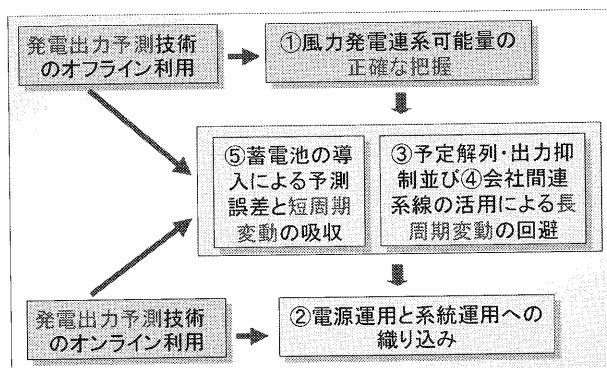 発電出力予測技術
のオフライン利用
①風力発電連系可能量の
正確な把握
⑤蓄電池の導
入による予測
誤差と短周期
変動の吸収
③予定解列・出力抑
制並び④会社間連
系線の活用による長
周期変動の回避
発電出力予測技術
のオンライン利用
②電源運用と系統運用への
織り込み